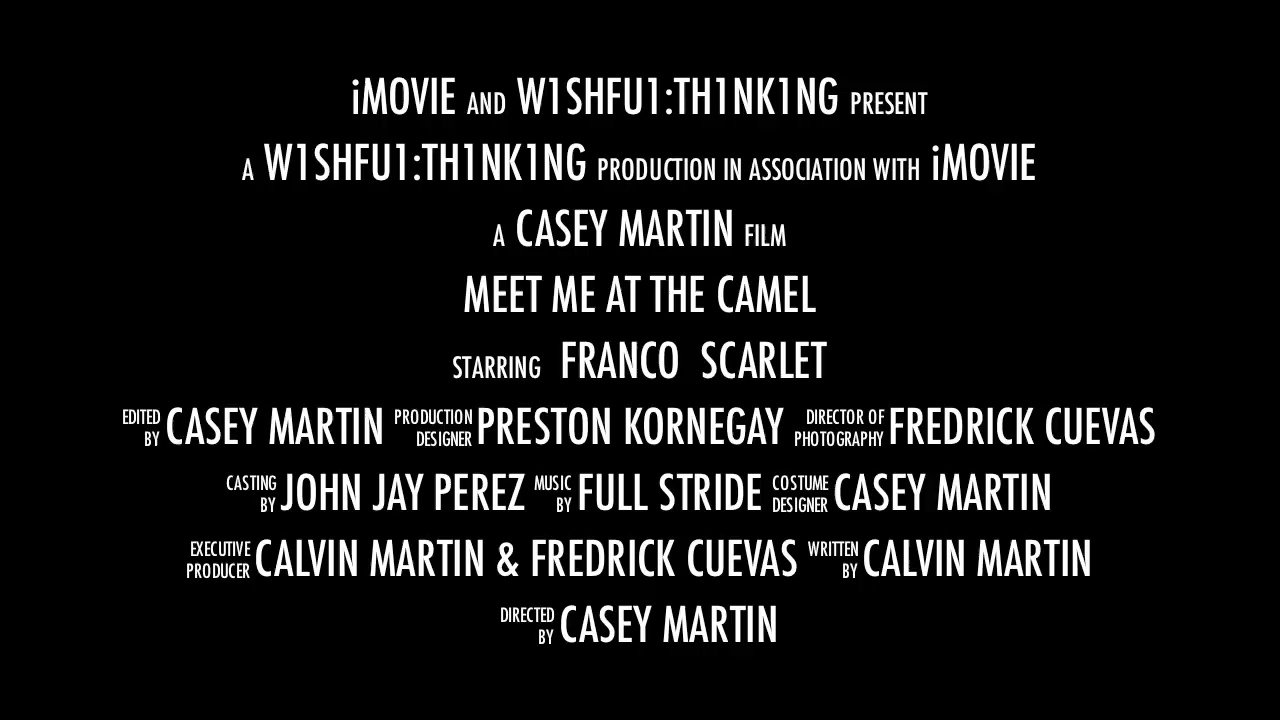 iMOVIE AND W1SHFU1:TH1NK1NG PRESENT
A W1SHFU1:TH1NK1NG PRODUCTION IN ASSOCIATION WITH iMOVIE
A CASEY MARTIN FILM
MEET ME AT THE CAMEL
STARRING FRANCO SCARLET
EDITED BY CASEY MARTIN PRODUCTION DESIGNER PRESTON KORNEGAY DIRECTOR OF PHOTOGRAPHY FREDRICK CUEVAS
CASTING BY JOHN JAY PEREZ MUSIC BY FULL STRIDE COSTUME DESIGNER CASEY MARTIN
EXECUTIVE PRODUCER CALVIN MARTIN & FREDRICK CUEVAS WRITTEN BY CALVIN MARTIN
DIRECTED BY CASEY MARTIN